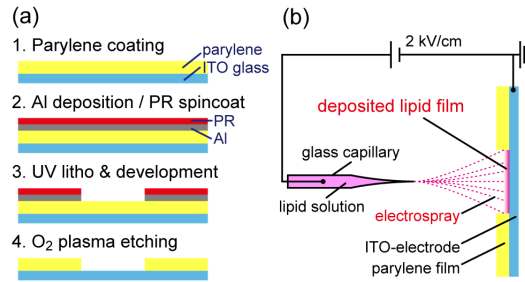 (a)
1. Parylene coating
parylene
ITO glass
2. Al deposition / PR spincoat
PR
Al
3. UV litho & development
4. O₂ plasma etching
(b)
2 kV/cm
deposited lipid film
glass capillary
lipid solution
electrospray
ITO-electrode
parylene film